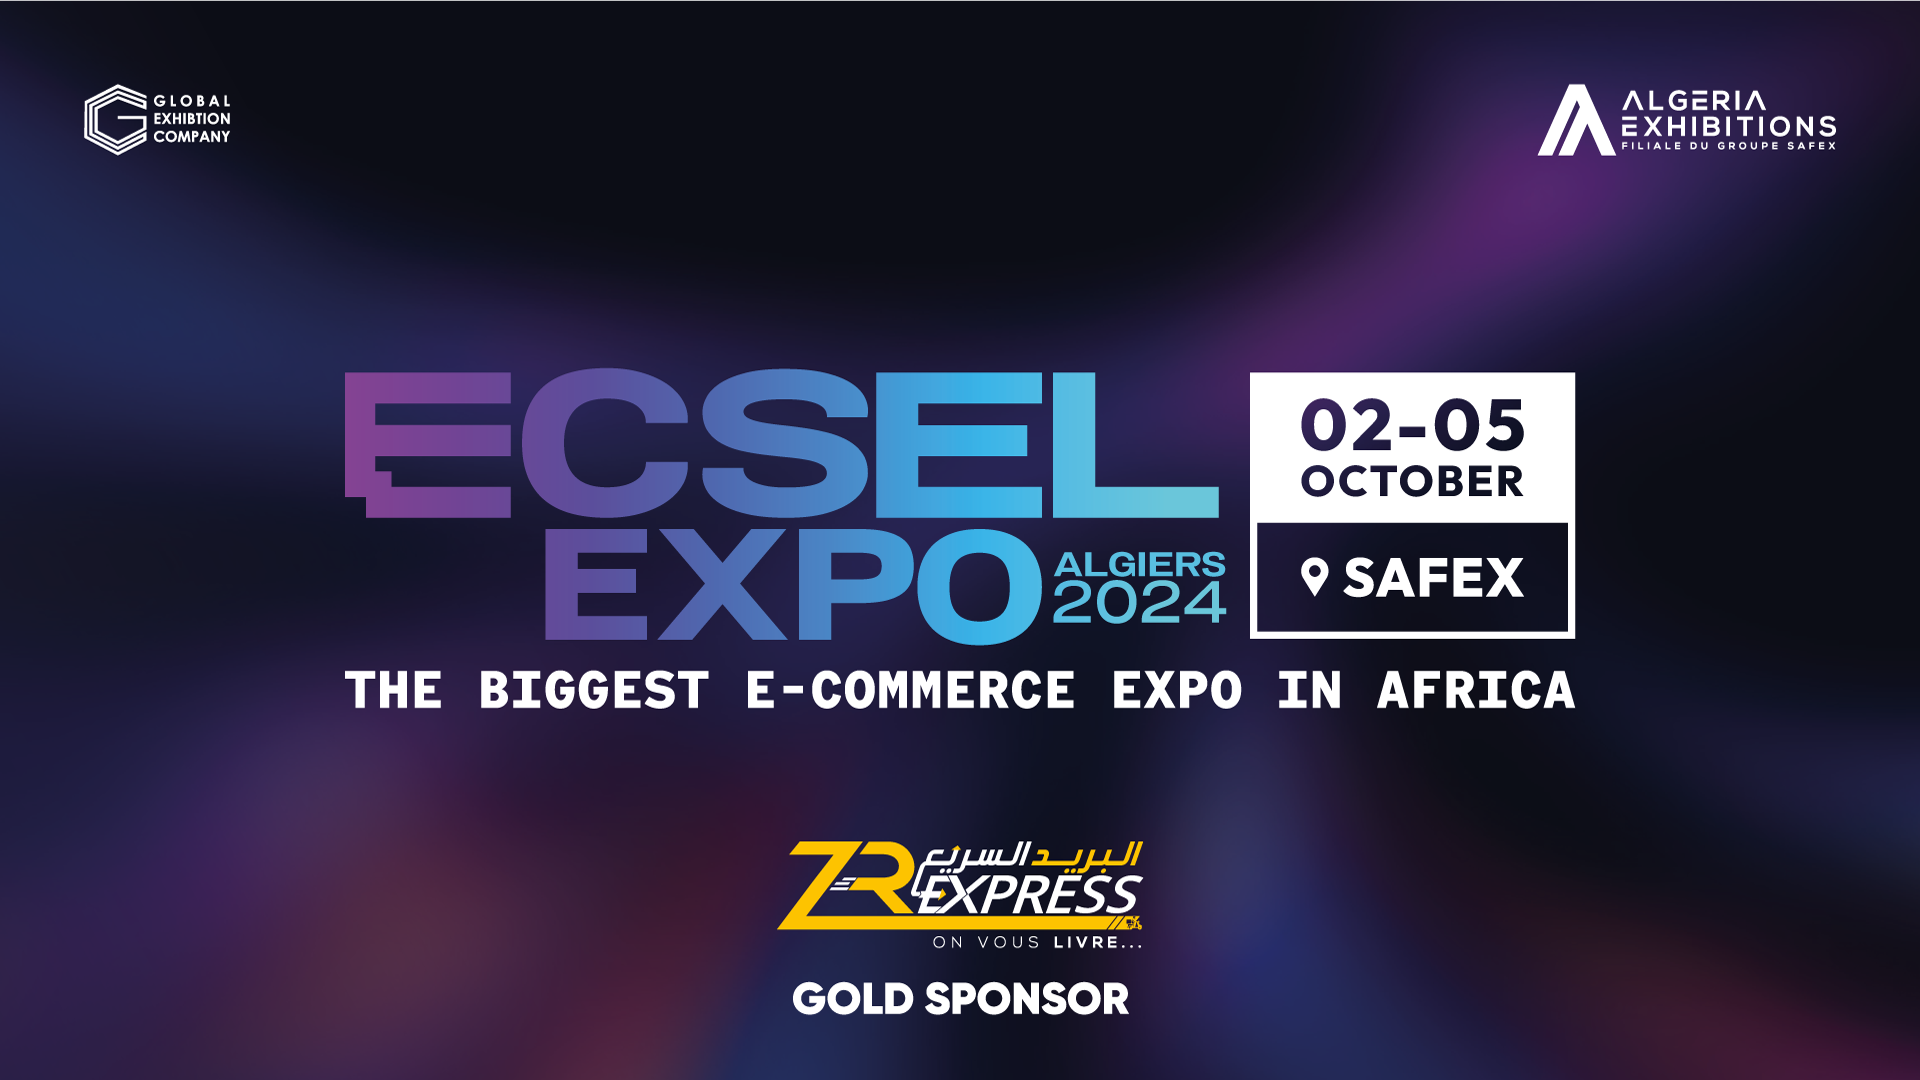 GLOBAL
EXHIBTION
COMPANY
ALGERIA
EXHIBITIONS
FILIALE DU GROUPE SAFEX
ECSEL
EXPO
ALGIERS
2024
02-05
OCTOBER
SAFEX
THE BIGGEST E-COMMERCE EXPO IN AFRICA
ZR
البريد السريع
EXPRESS
ON VOUS LIVRE...
GOLD SPONSOR